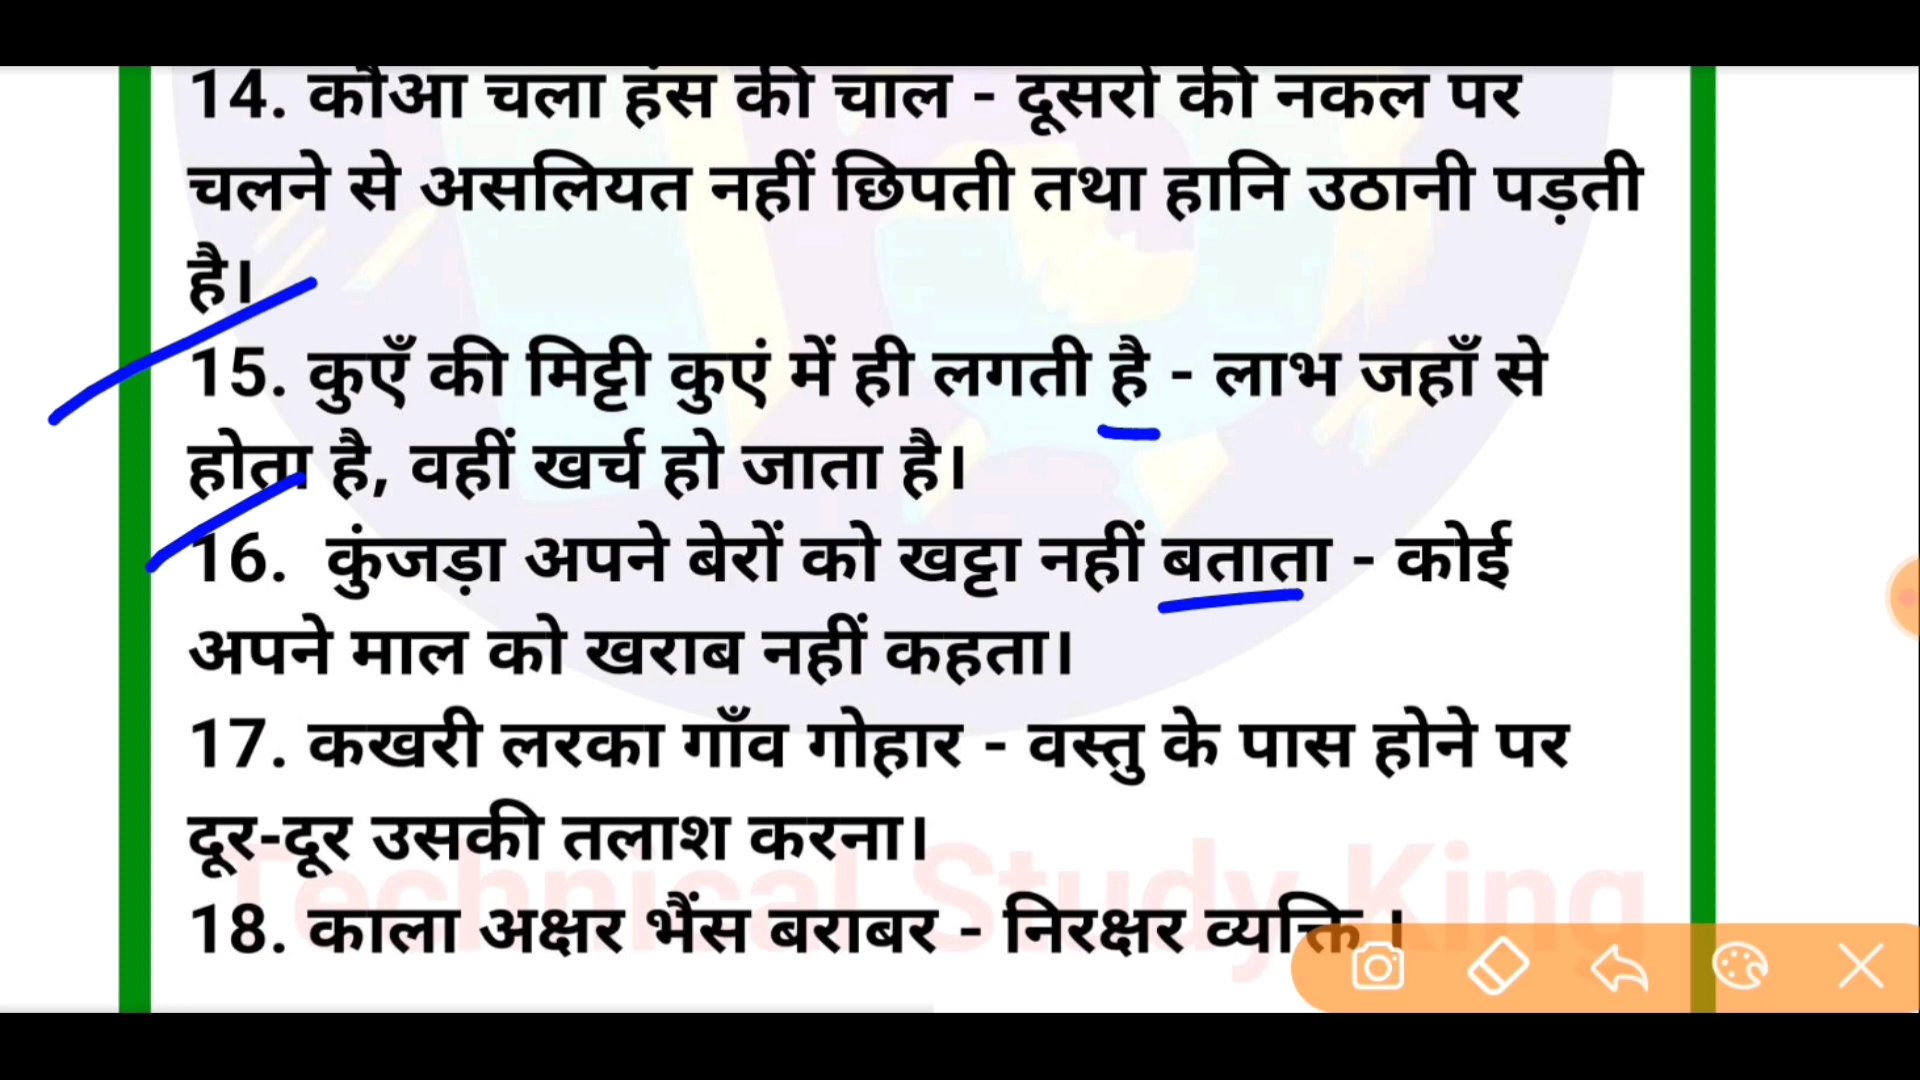 14. कौआ चला हंस की चाल - दूसरों की नकल पर
चलने से असलियत नहीं छिपती तथा हानि उठानी पड़ती
है।
15. कुएँ की मिट्टी कुएं में ही लगती है - लाभ जहाँ से
होता है, वहीं खर्च हो जाता है।
16. कुंजड़ा अपने बेरों को खट्टा नहीं बताता - कोई
अपने माल को खराब नहीं कहता।
17. कखरी लरका गाँव गोहार - वस्तु के पास होने पर
दूर-दूर उसकी तलाश करना।
Technical Study King
18. काला अक्षर भैंस बराबर - निरक्षर व्यक्ति ।